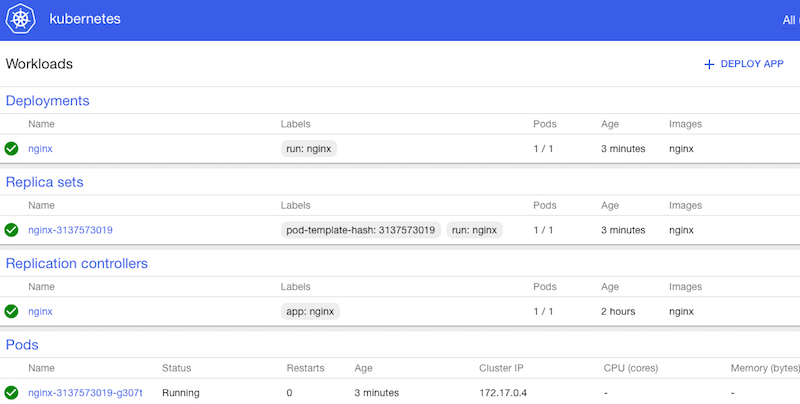 kubernetes
All
Workloads
+ DEPLOY APP
Deployments
Name Labels Pods Age Images
nginx run: nginx 1 / 1 3 minutes nginx
Replica sets
Name Labels Pods Age Images
nginx-3137573019 pod-template-hash: 3137573019 run: nginx 1 / 1 3 minutes nginx
Replication controllers
Name Labels Pods Age Images
nginx app: nginx 1 / 1 2 hours nginx
Pods
Name Status Restarts Age Cluster IP CPU (cores) Memory (bytes)
nginx-3137573019-g307t Running 0 3 minutes 172.17.0.4 - -